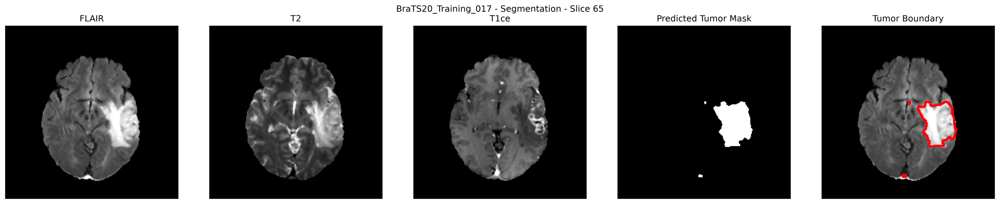 BraTS20_Training_017 - Segmentation - Slice 65
FLAIR
T2
T1ce
Predicted Tumor Mask
Tumor Boundary